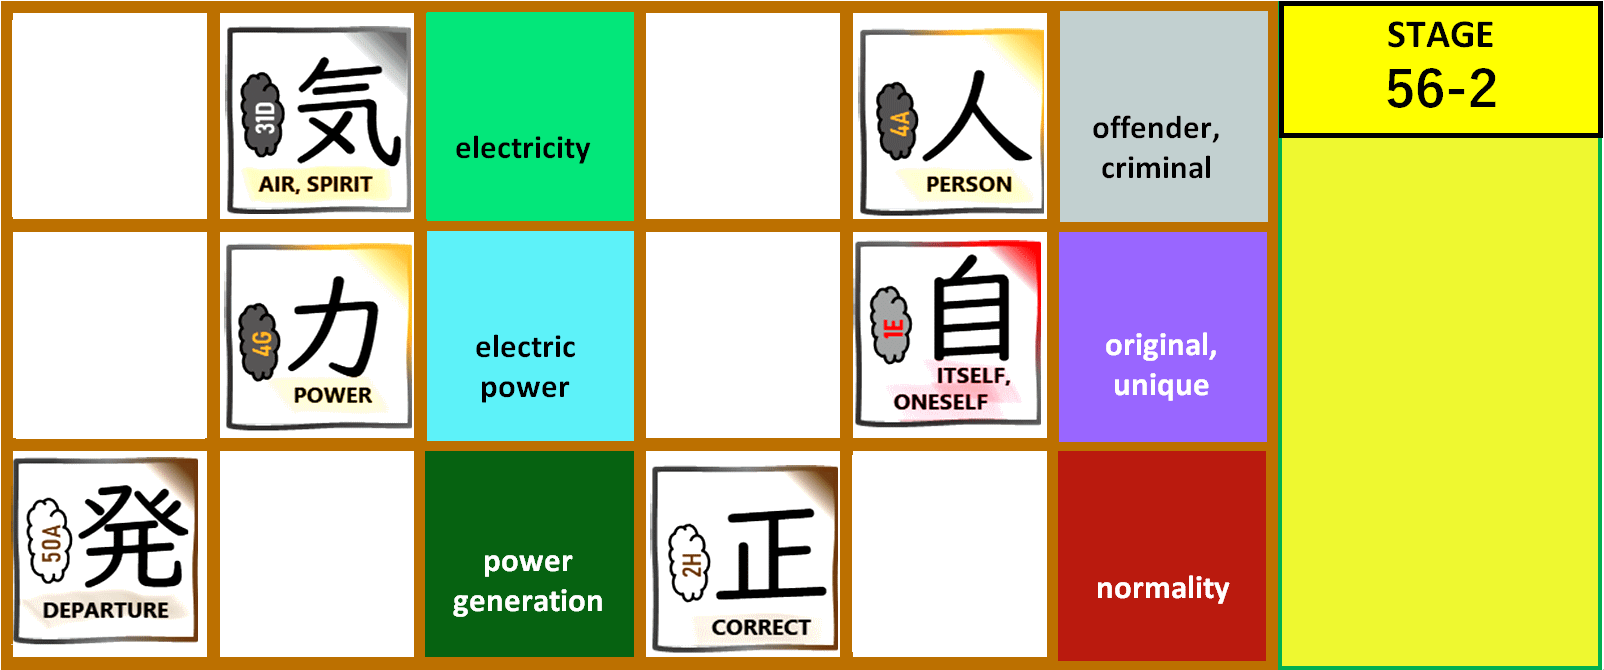 31D
気
AIR, SPIRIT
electricity
4A
人
PERSON
offender,
criminal
STAGE
56-2
4G
力
POWER
electric
power
1E
自
ITSELF,
ONESELF
original,
unique
50A
発
DEPARTURE
power
generation
2H
正
CORRECT
normality